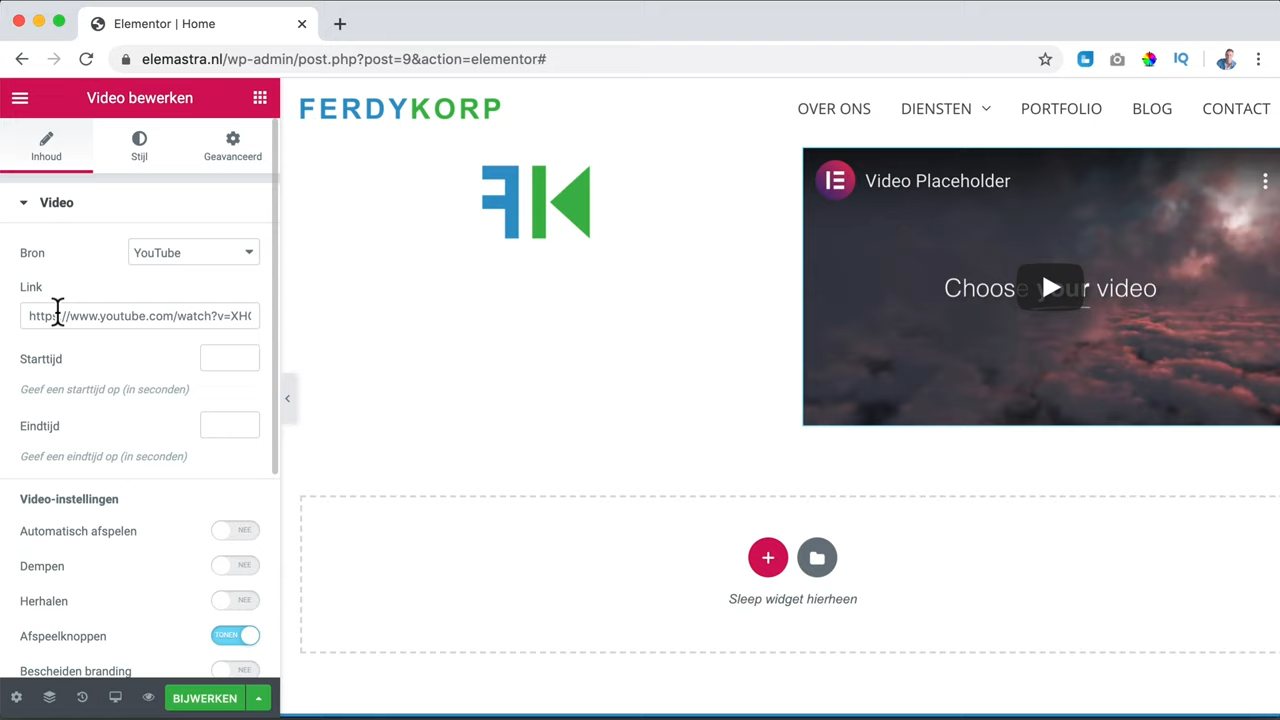 Elementor | Home
elemastra.nl/wp-admin/post.php?post=9&action=elementor#
IQ
Video bewerken
Inhoud
Stijl
Geavanceerd
Video
Bron
YouTube
Link
https://www.youtube.com/watch?v=XH
Starttijd
Geef een starttijd op (in seconden)
Eindtijd
Geef een eindtijd op (in seconden)
Video-instellingen
Automatisch afspelen
NEE
Dempen
NEE
Herhalen
NEE
Afspeelknoppen
TONEN
Bescheiden branding
NEE
BIJWERKEN
FERDYKORP
OVER ONS
DIENSTEN
PORTFOLIO
BLOG
CONTACT
FK
Video Placeholder
Choose your video
Sleep widget hierheen